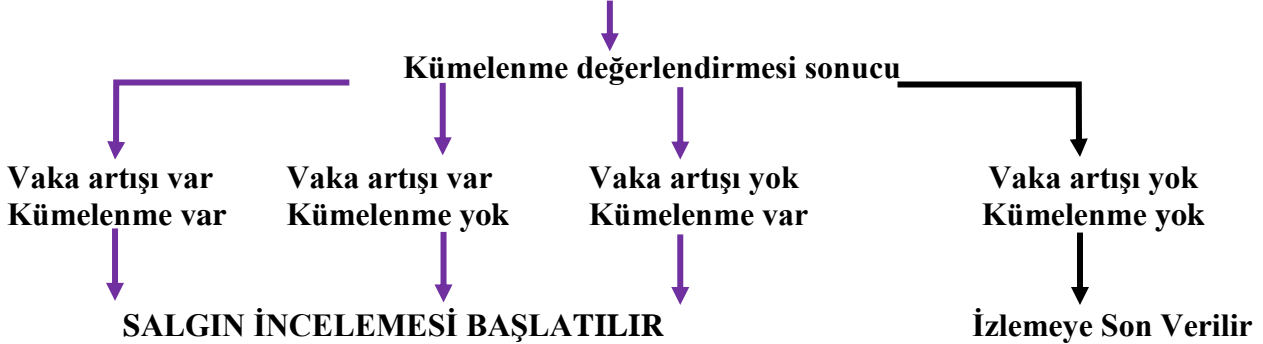 Kümelenme değerlendirmesi sonucu
Vaka artışı var
Kümelenme var
Vaka artışı var
Kümelenme yok
Vaka artışı yok
Kümelenme var
Vaka artışı yok
Kümelenme yok
SALGIN İNCELEMESİ BAŞLATILIR
İzlemeye Son Verilir